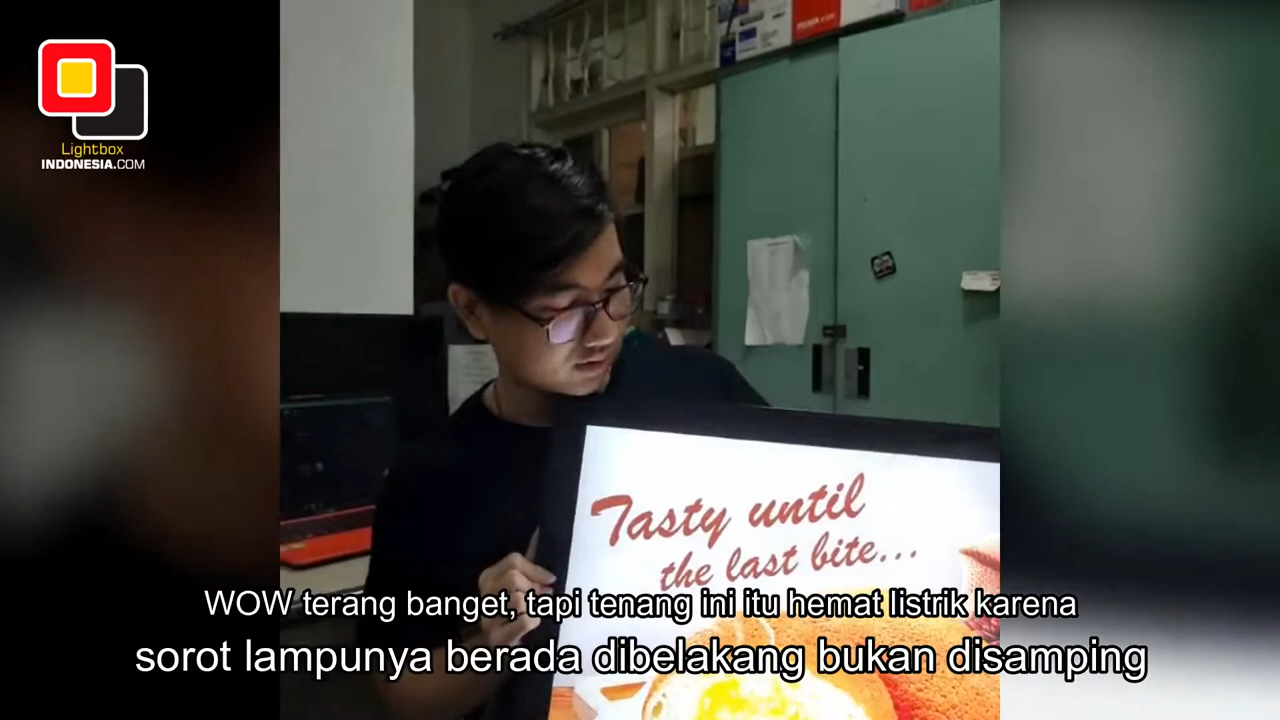 Lightbox
INDONESIA.COM
Tasty until
the last bite...
WOW terang banget, tapi tenang ini itu hemat listrik karena
sorot lampunya berada dibelakang bukan disamping